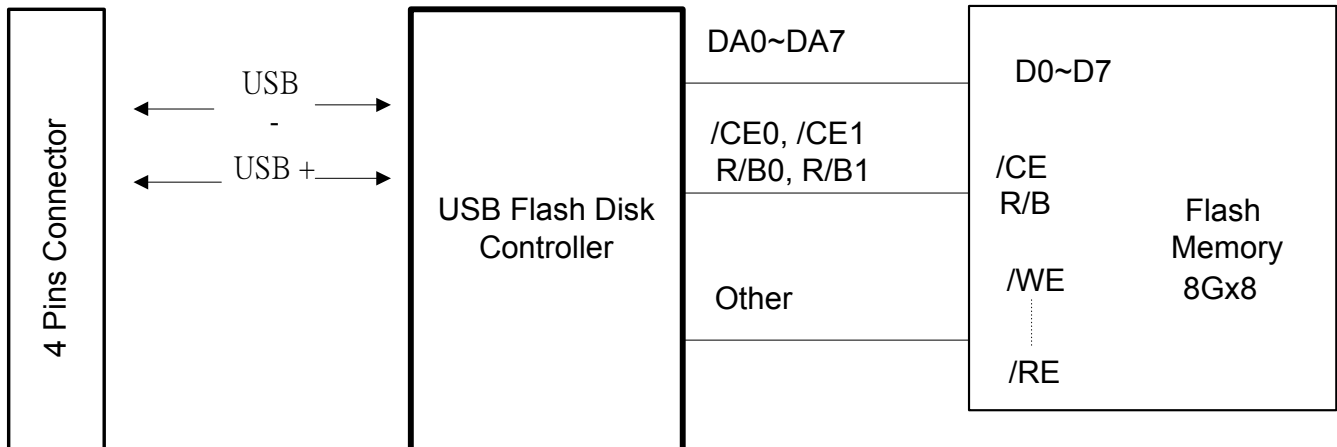 4 Pins Connector
USB
-
USB +
USB Flash Disk
Controller
DA0~DA7
/CE0, /CE1
R/B0, R/B1
Other
D0~D7
/CE
R/B
/WE
/RE
Flash
Memory
8Gx8